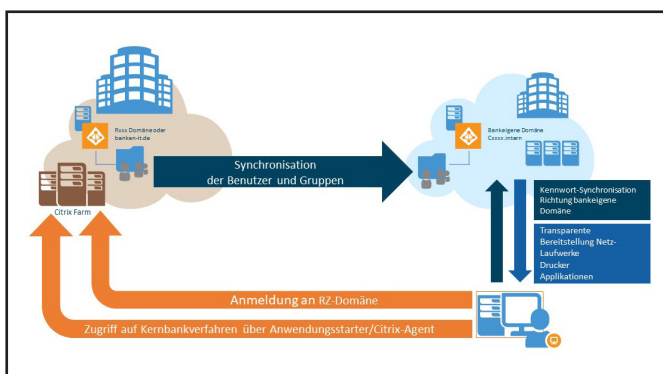 Rxxx Domäne oder
banken-it.de
Citrix Farm
Synchronisation
der Benutzer und Gruppen
Bankeigene Domäne
Cxxxx.intern
Kennwort-Synchronisation
Richtung bankeigene
Domäne
Transparente
Bereitstellung Netz-
Laufwerke
Drucker
Applikationen
Anmeldung an RZ-Domäne
Zugriff auf Kernbankverfahren über Anwendungsstarter/Citrix-Agent